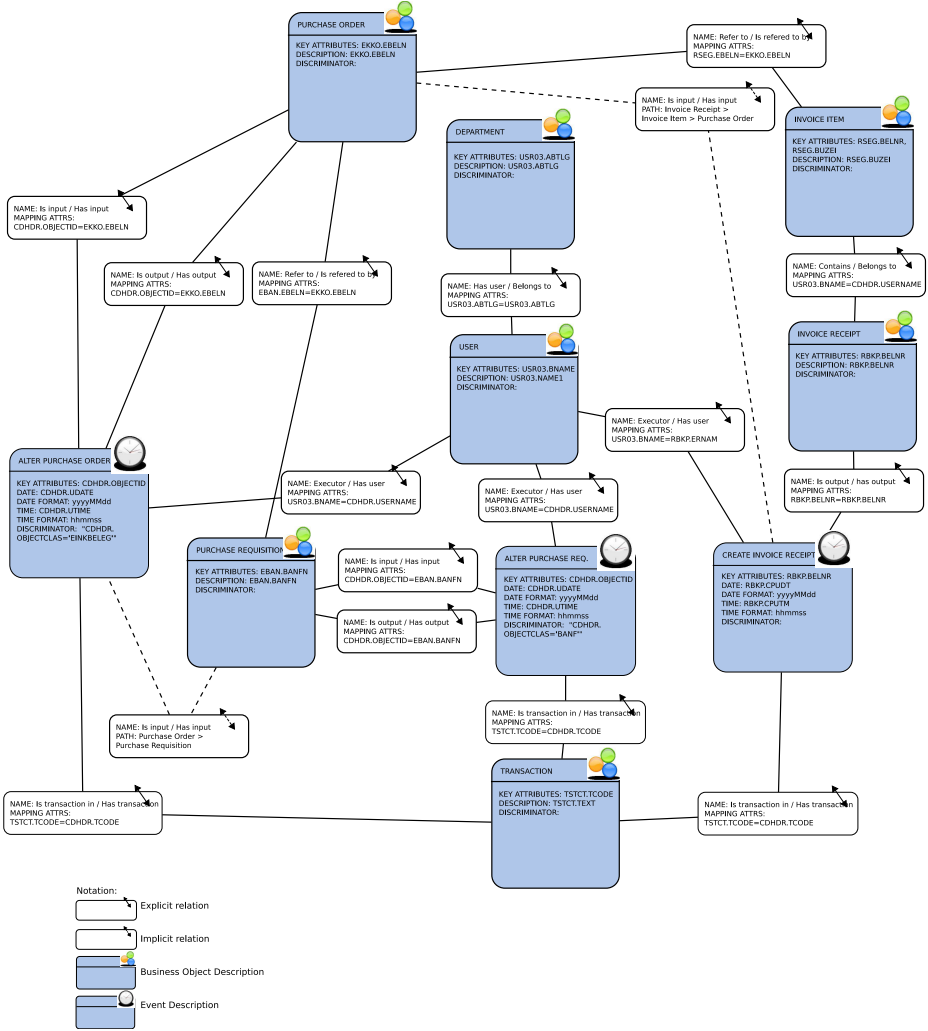 PURCHASE ORDER
KEY ATTRIBUTES: EKKO.EBELN
DESCRIPTION: EKKO.EBELN
DISCRIMINATOR:
NAME: Refer to / Is refered to by
MAPPING ATTRS:
RSEG.EBELN=EKKO.EBELN
NAME: Is input / Has input
PATH: Invoice Receipt >
Invoice Item > Purchase Order
INVOICE ITEM
KEY ATTRIBUTES: RSEG.BELNR,
RSEG.BUZEI
DESCRIPTION: RSEG.BUZEI
DISCRIMINATOR:
DEPARTMENT
KEY ATTRIBUTES: USR03.ABTLG
DESCRIPTION: USR03.ABTLG
DISCRIMINATOR:
NAME: Is input / Has input
MAPPING ATTRS:
CDHDR.OBJECTID=EKKO.EBELN
NAME: Is output / Has output
MAPPING ATTRS:
CDHDR.OBJECTID=EKKO.EBELN
NAME: Refer to / Is refered to by
MAPPING ATTRS:
EBAN.EBELN=EKKO.EBELN
NAME: Has user / Belongs to
MAPPING ATTRS:
USR03.ABTLG=USR03.ABTLG
NAME: Contains / Belongs to
MAPPING ATTRS:
USR03.BNAME=CDHDR.USERNAME
USER
KEY ATTRIBUTES: USR03.BNAME
DESCRIPTION: USR03.NAME1
DISCRIMINATOR:
INVOICE RECEIPT
KEY ATTRIBUTES: RBKP.BELNR
DESCRIPTION: RBKP.BELNR
DISCRIMINATOR:
NAME: Executor / Has user
MAPPING ATTRS:
USR03.BNAME=RBKP.ERNAM
ALTER PURCHASE ORDER
KEY ATTRIBUTES: CDHDR.OBJECTID
DATE: CDHDR.UDATE
DATE FORMAT: yyyyMMdd
TIME: CDHDR.UTIME
TIME FORMAT: hhmmss
DISCRIMINATOR: "CDHDR.
OBJECTCLAS='EINKBELEG'"
NAME: Executor / Has user
MAPPING ATTRS:
USR03.BNAME=CDHDR.USERNAME
NAME: Executor / Has user
MAPPING ATTRS:
USR03.BNAME=CDHDR.USERNAME
NAME: Is output / has output
MAPPING ATTRS:
RBKP.BELNR=RBKP.BELNR
PURCHASE REQUISITION
KEY ATTRIBUTES: EBAN.BANFN
DESCRIPTION: EBAN.BANFN
DISCRIMINATOR:
NAME: Is input / Has input
MAPPING ATTRS:
CDHDR.OBJECTID=EBAN.BANFN
NAME: Is output / Has output
MAPPING ATTRS:
CDHDR.OBJECTID=EBAN.BANFN
ALTER PURCHASE REQ.
KEY ATTRIBUTES: CDHDR.OBJECTID
DATE: CDHDR.UDATE
DATE FORMAT: yyyyMMdd
TIME: CDHDR.UTIME
TIME FORMAT: hhmmss
DISCRIMINATOR: "CDHDR.
OBJECTCLAS='BANF'"
CREATE INVOICE RECEIPT
KEY ATTRIBUTES: RBKP.BELNR
DATE: RBKP.CPUDT
DATE FORMAT: yyyyMMdd
TIME: RBKP.CPUTM
TIME FORMAT: hhmmss
DISCRIMINATOR:
NAME: Is input / Has input
PATH: Purchase Order >
Purchase Requisition
NAME: Is transaction in / Has transaction
MAPPING ATTRS:
TSTCT.TCODE=CDHDR.TCODE
TRANSACTION
KEY ATTRIBUTES: TSTCT.TCODE
DESCRIPTION: TSTCT.TEXT
DISCRIMINATOR:
NAME: Is transaction in / Has transaction
MAPPING ATTRS:
TSTCT.TCODE=CDHDR.TCODE
NAME: Is transaction in / Has transaction
MAPPING ATTRS:
TSTCT.TCODE=CDHDR.TCODE
Notation:
Explicit relation
Implicit relation
Business Object Description
Event Description